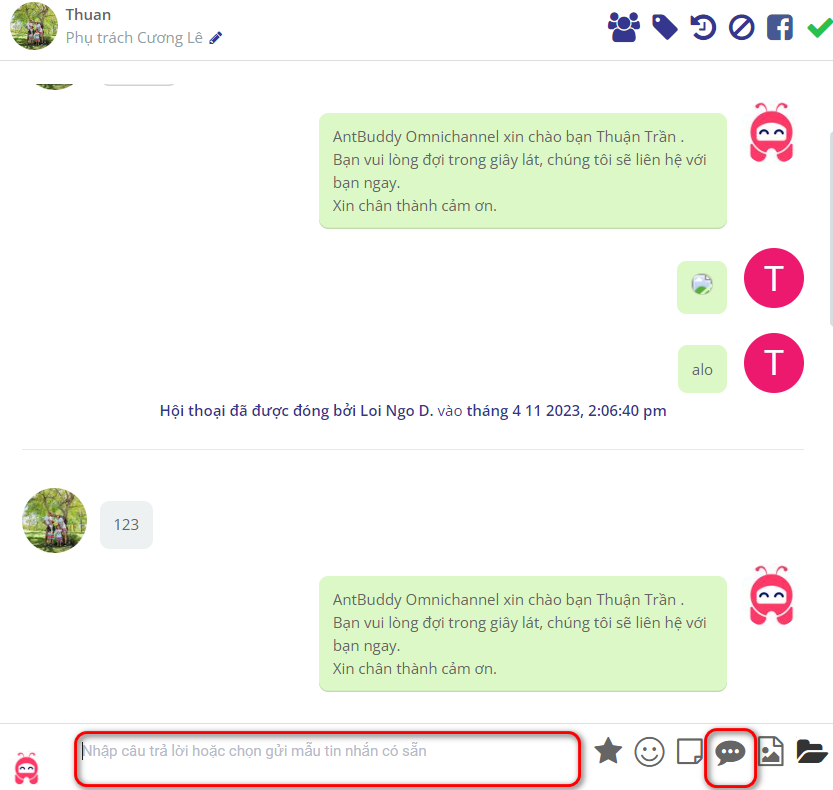 Thuan
Phụ trách Cương Lê
AntBuddy Omnichannel xin chào bạn Thuận Trần .
Bạn vui lòng đợi trong giây lát, chúng tôi sẽ liên hệ với
bạn ngay.
Xin chân thành cảm ơn.
T
alo
T
Hội thoại đã được đóng bởi Loi Ngo D. vào tháng 4 11 2023, 2:06:40 pm
123
AntBuddy Omnichannel xin chào bạn Thuận Trần .
Bạn vui lòng đợi trong giây lát, chúng tôi sẽ liên hệ với
bạn ngay.
Xin chân thành cảm ơn.
Nhập câu trả lời hoặc chọn gửi mẫu tin nhắn có sẵn